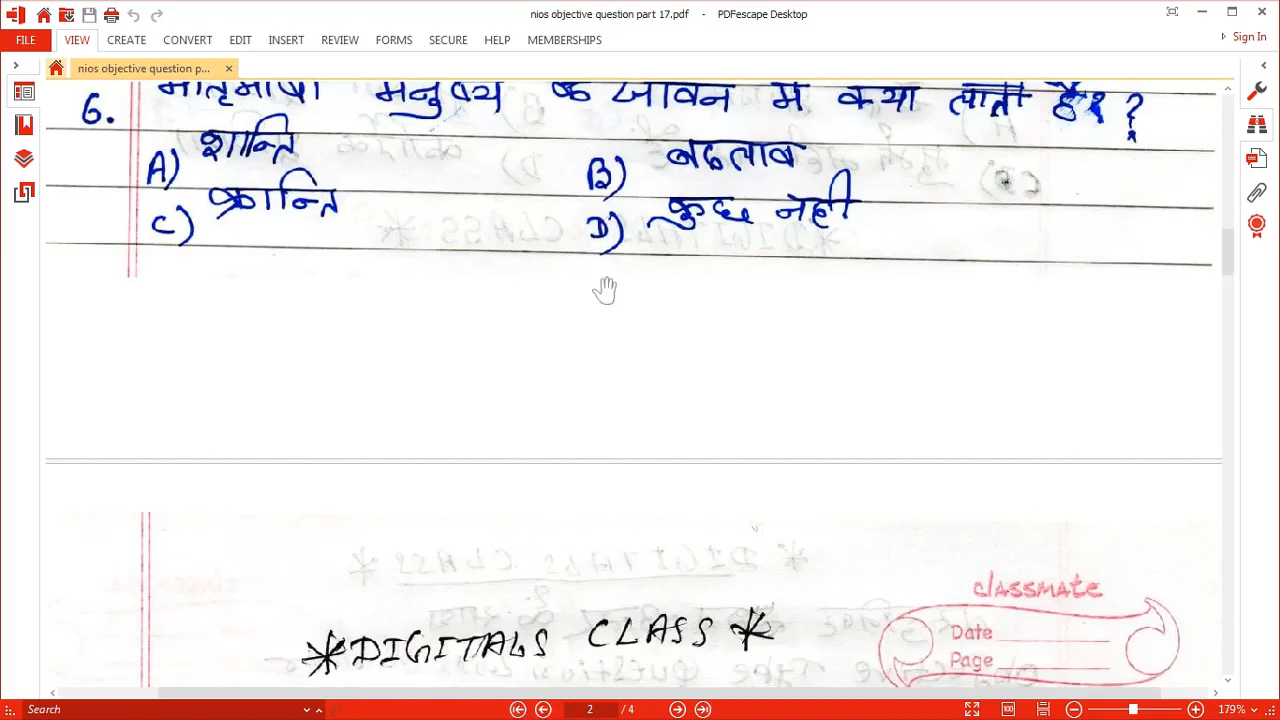 nios objective question part 17.pdf - PDFescape Desktop
FILE VIEW CREATE CONVERT EDIT INSERT REVIEW FORMS SECURE HELP MEMBERSHIPS Sign In
nios objective question p... ×
6. मातृभाषा मनुष्य के जीवन में क्या लाता है ?
A) शान्ति B) बदलाव
C) क्रान्ति D) कुछ नही
classmate
*DIGITALS CLASS*
Date
Page
Search 2 / 4 179%